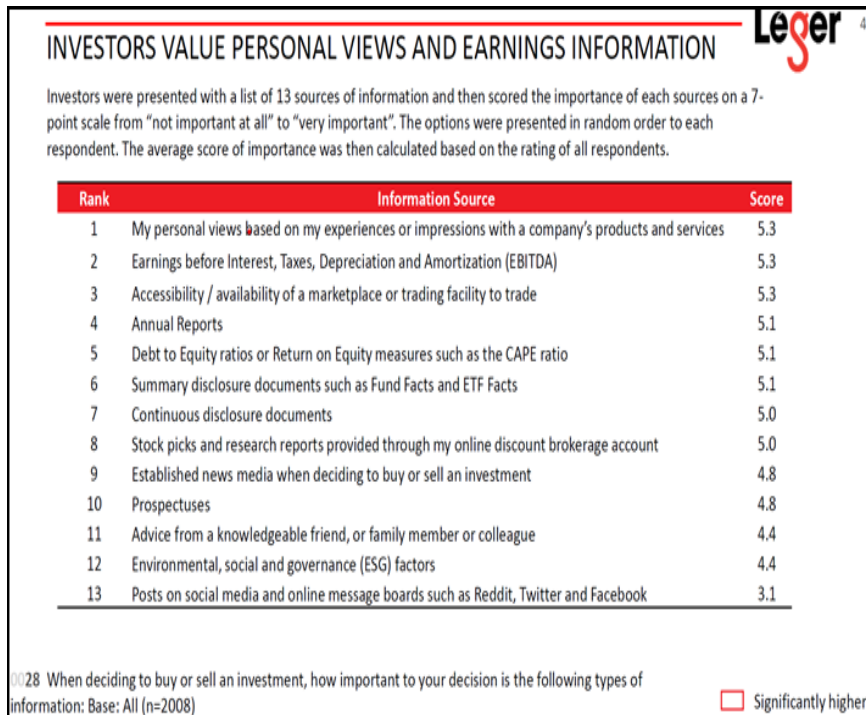 Leger 4
INVESTORS VALUE PERSONAL VIEWS AND EARNINGS INFORMATION
Investors were presented with a list of 13 sources of information and then scored the importance of each sources on a 7-
point scale from “not important at all” to “very important”. The options were presented in random order to each
respondent. The average score of importance was then calculated based on the rating of all respondents.
Rank Information Source Score
1 My personal views based on my experiences or impressions with a company’s products and services 5.3
2 Earnings before Interest, Taxes, Depreciation and Amortization (EBITDA) 5.3
3 Accessibility / availability of a marketplace or trading facility to trade 5.3
4 Annual Reports 5.1
5 Debt to Equity ratios or Return on Equity measures such as the CAPE ratio 5.1
6 Summary disclosure documents such as Fund Facts and ETF Facts 5.1
7 Continuous disclosure documents 5.0
8 Stock picks and research reports provided through my online discount brokerage account 5.0
9 Established news media when deciding to buy or sell an investment 4.8
10 Prospectuses 4.8
11 Advice from a knowledgeable friend, or family member or colleague 4.4
12 Environmental, social and governance (ESG) factors 4.4
13 Posts on social media and online message boards such as Reddit, Twitter and Facebook 3.1
0028 When deciding to buy or sell an investment, how important to your decision is the following types of
information: Base: All (n=2008) Significantly higher